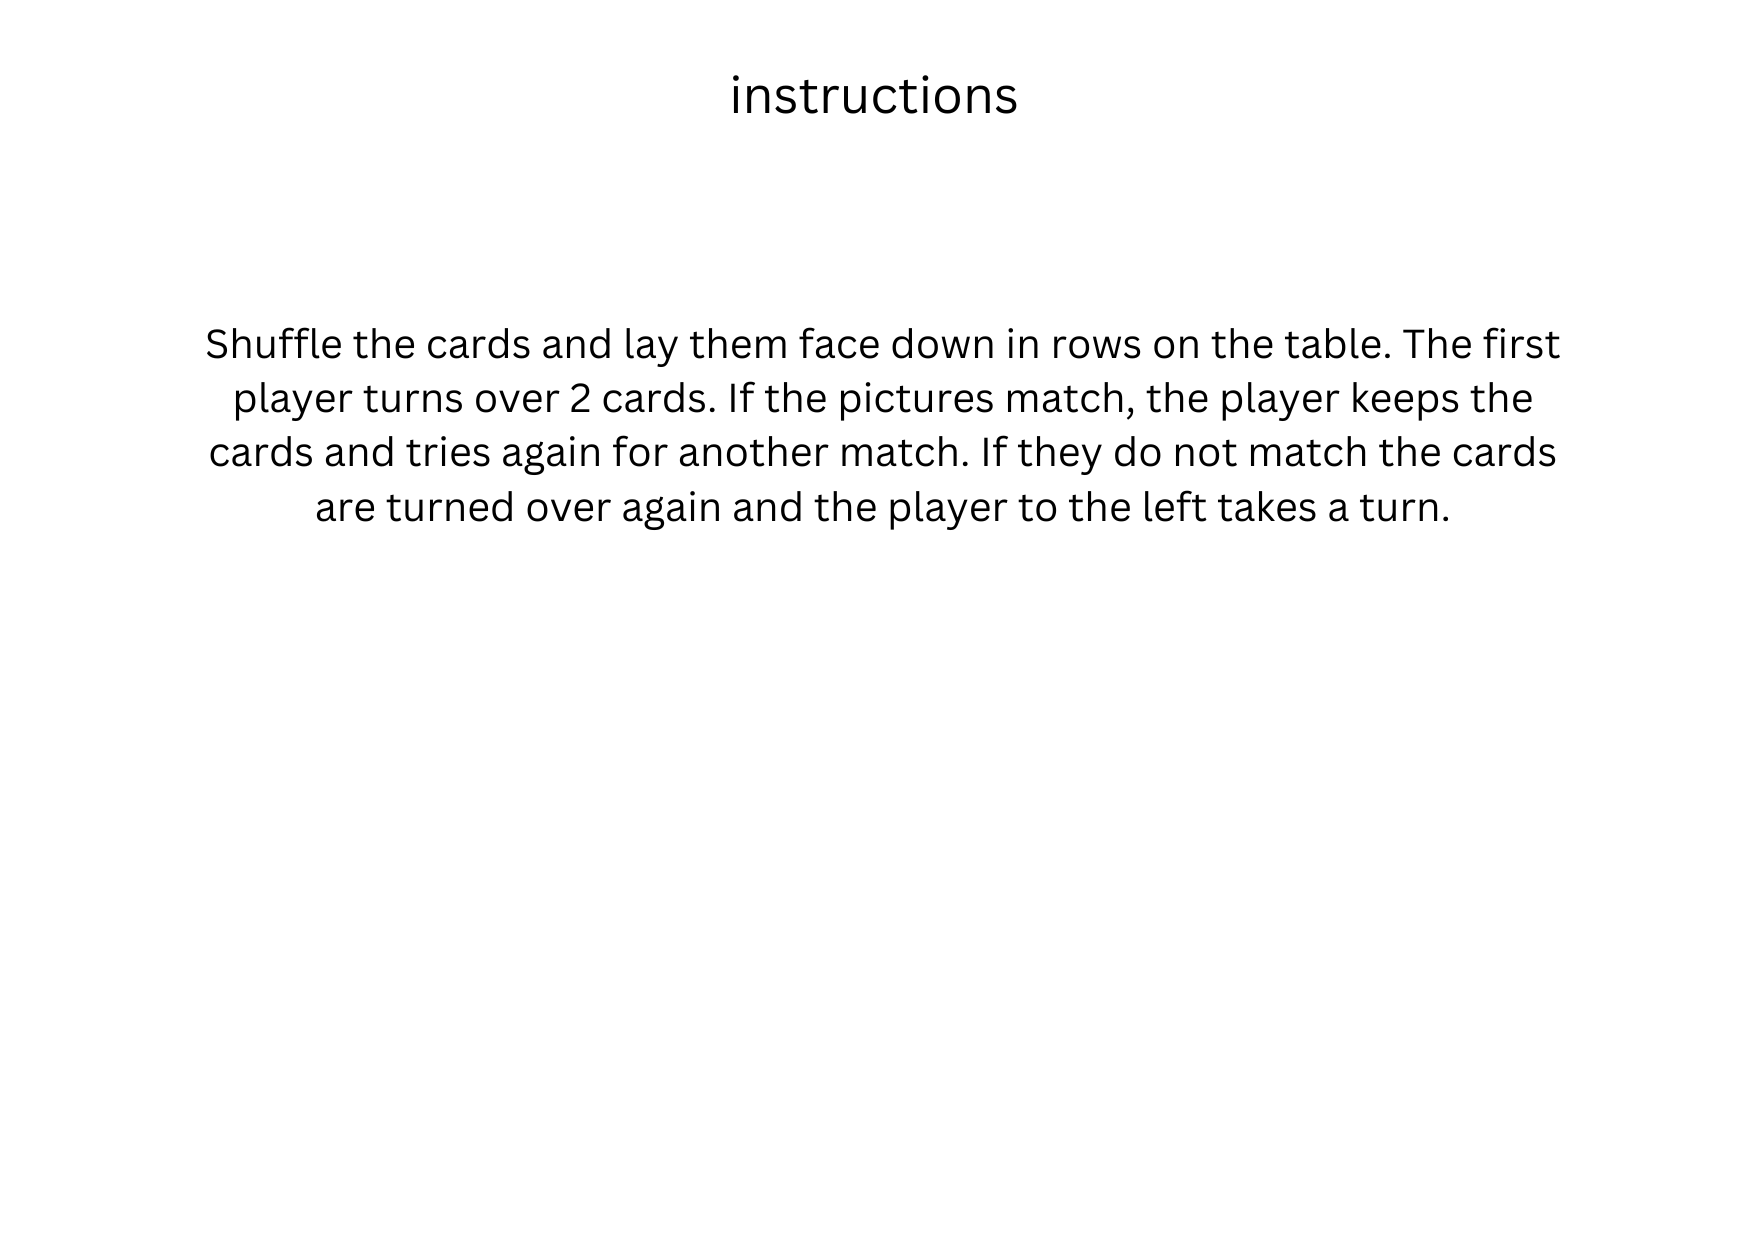 instructions
Shuffle the cards and lay them face down in rows on the table. The first
player turns over 2 cards. If the pictures match, the player keeps the
cards and tries again for another match. If they do not match the cards
are turned over again and the player to the left takes a turn.